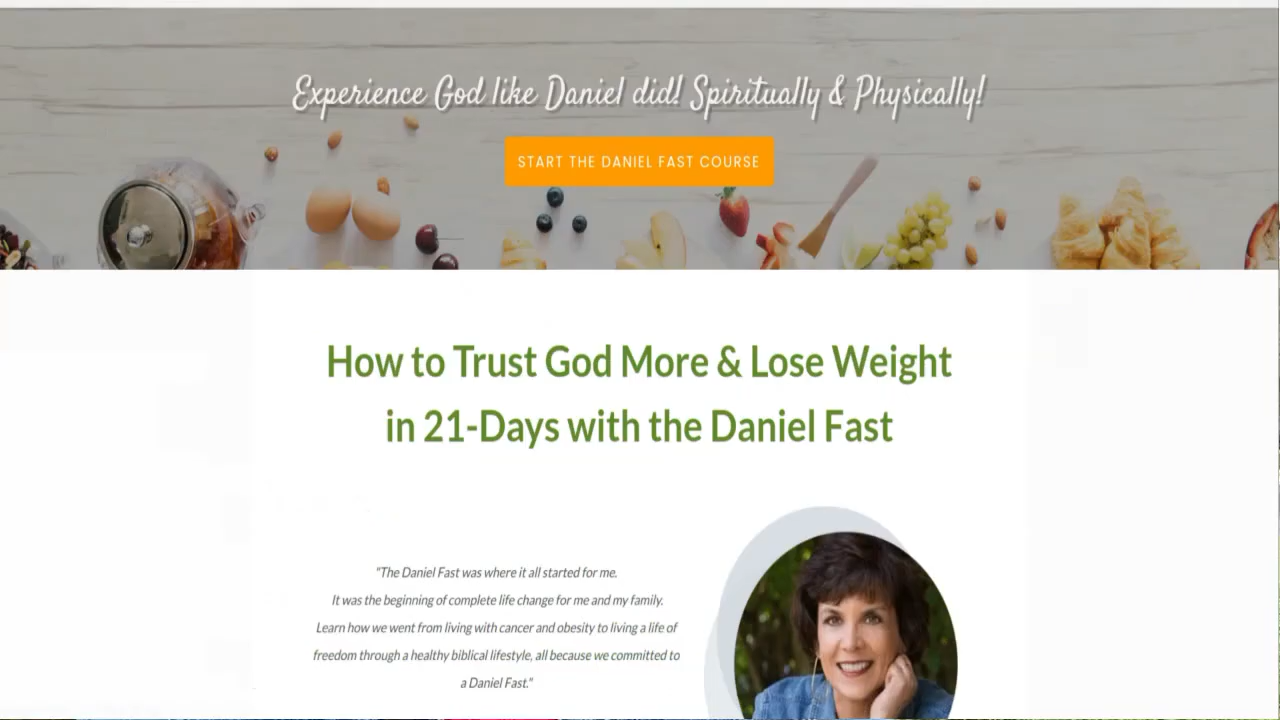 Experience God like Daniel did! Spiritually & Physically!
START THE DANIEL FAST COURSE
How to Trust God More & Lose Weight
in 21-Days with the Daniel Fast
"The Daniel Fast was where it all started for me.
It was the beginning of complete life change for me and my family.
Learn how we went from living with cancer and obesity to living a life of
freedom through a healthy biblical lifestyle, all because we committed to
a Daniel Fast."